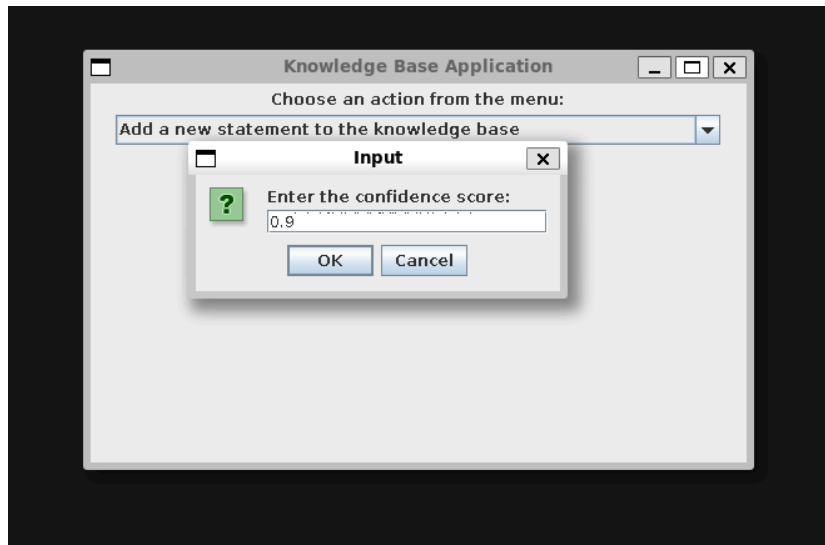 Knowledge Base Application
Choose an action from the menu:
Add a new statement to the knowledge base
Input
Enter the confidence score:
0.9
OK Cancel